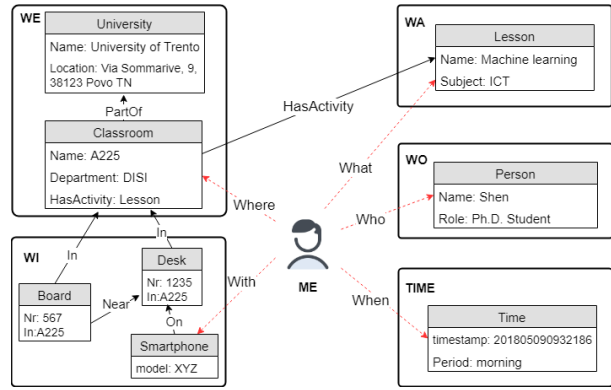 WE
University
Name: University of Trento
Location: Via Sommarive, 9,
38123 Povo TN
PartOf
Classroom
Name: A225
Department: DISI
HasActivity: Lesson
HasActivity
WA
Lesson
Name: Machine learning
Subject: ICT
What
WO
Person
Name: Shen
Role: Ph.D. Student
Who
Where
ME
With
When
WI
In
In
Desk
Nr: 1235
In:A225
Board
Nr: 567
In:A225
Near
On
Smartphone
model: XYZ
TIME
Time
timestamp: 201805090932186
Period: morning